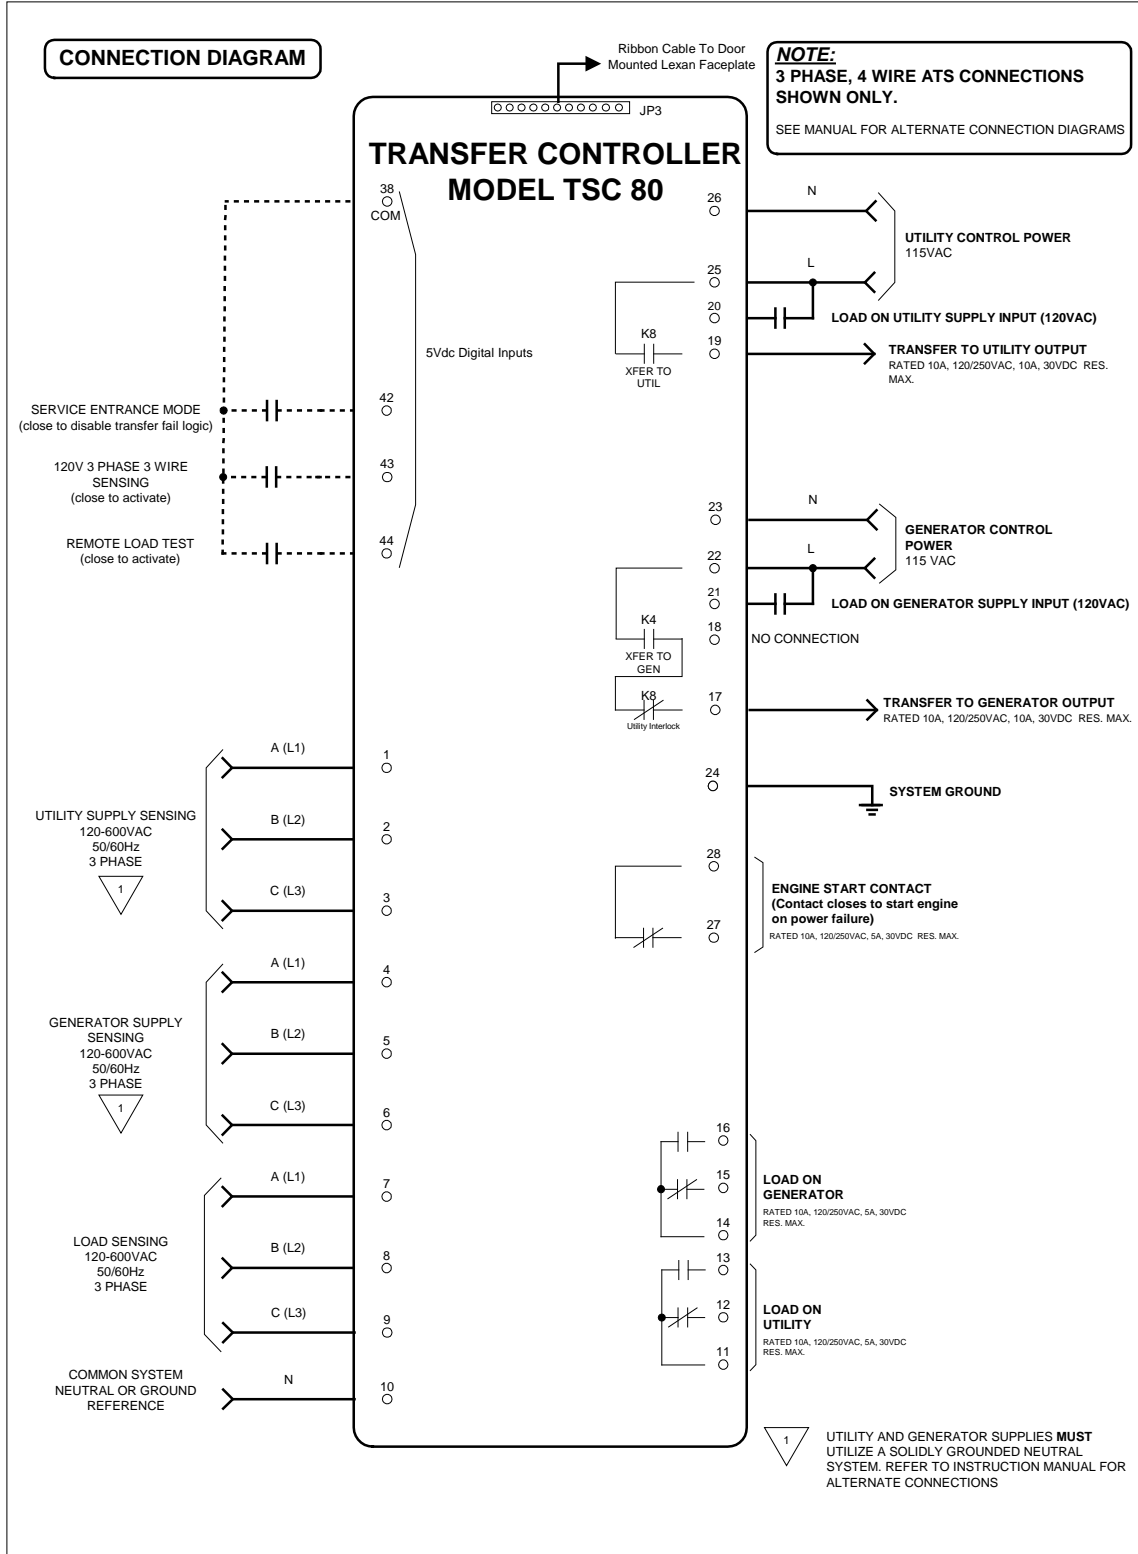 CONNECTION DIAGRAM
Ribbon Cable To Door
Mounted Lexan Faceplate
NOTE:
3 PHASE, 4 WIRE ATS CONNECTIONS
SHOWN ONLY.
SEE MANUAL FOR ALTERNATE CONNECTION DIAGRAMS
JP3
TRANSFER CONTROLLER
MODEL TSC 80
38
COM
5Vdc Digital Inputs
42
SERVICE ENTRANCE MODE
(close to disable transfer fail logic)
43
120V 3 PHASE 3 WIRE
SENSING
(close to activate)
44
REMOTE LOAD TEST
(close to activate)
26
N
UTILITY CONTROL POWER
115VAC
25
L
20
LOAD ON UTILITY SUPPLY INPUT (120VAC)
K8
XFER TO
UTIL
19
TRANSFER TO UTILITY OUTPUT
RATED 10A, 120/250VAC, 10A, 30VDC RES.
MAX.
23
N
GENERATOR CONTROL
POWER
115 VAC
22
L
21
LOAD ON GENERATOR SUPPLY INPUT (120VAC)
K4
XFER TO
GEN
18
NO CONNECTION
K8
Utility Interlock
17
TRANSFER TO GENERATOR OUTPUT
RATED 10A, 120/250VAC, 10A, 30VDC RES. MAX.
24
SYSTEM GROUND
A (L1)
1
UTILITY SUPPLY SENSING
120-600VAC
50/60Hz
3 PHASE
1
B (L2)
2
C (L3)
3
28
ENGINE START CONTACT
(Contact closes to start engine
on power failure)
RATED 10A, 120/250VAC, 5A, 30VDC RES. MAX.
27
A (L1)
4
GENERATOR SUPPLY
SENSING
120-600VAC
50/60Hz
3 PHASE
1
B (L2)
5
C (L3)
6
A (L1)
7
LOAD SENSING
120-600VAC
50/60Hz
3 PHASE
B (L2)
8
C (L3)
9
COMMON SYSTEM
NEUTRAL OR GROUND
REFERENCE
N
10
16
15
LOAD ON
GENERATOR
RATED 10A, 120/250VAC, 5A, 30VDC
RES. MAX.
14
13
12
LOAD ON
UTILITY
RATED 10A, 120/250VAC, 5A, 30VDC
RES. MAX.
11
1
UTILITY AND GENERATOR SUPPLIES MUST
UTILIZE A SOLIDLY GROUNDED NEUTRAL
SYSTEM. REFER TO INSTRUCTION MANUAL FOR
ALTERNATE CONNECTIONS